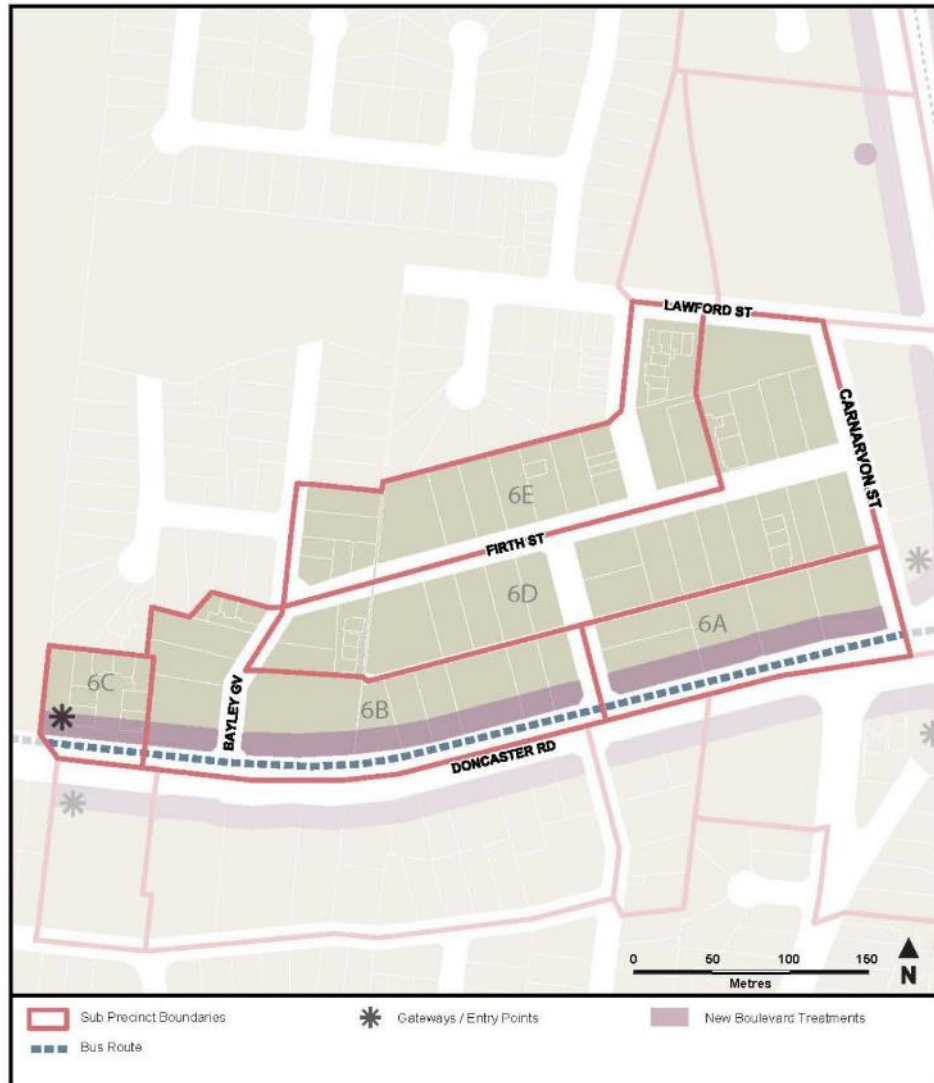 LAWFORD ST
CARNARVON ST
6E
FIRTH ST
6D
6A
6C
BAYLEY GV
6B
DONCASTER RD
0 50 100 150
Metres
N
Sub Precinct Boundaries
Gateways / Entry Points
New Boulevard Treatments
Bus Route